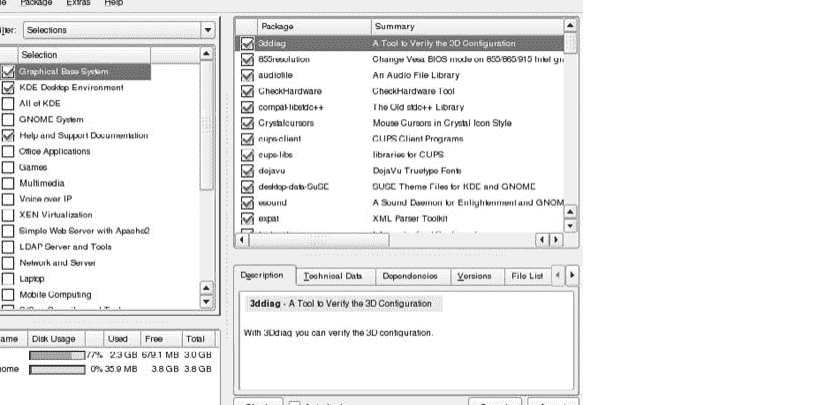 Package Extras Help
Filter: Selections
Selection
Graphical Base System
KDE Desktop Environment
All of KDE
GNOME System
Help and Support Documentation
Office Applications
Games
Multimedia
Voice over IP
XEN Virtualization
Simple Web Server with Apache2
LDAP Server and Tools
Network and Server
Laptop
Mobile Computing
ame Disk Usage Used Free Total
77% 2.3 GB 679.1 MB 3.0 GB
ome 0% 35.9 MB 3.8 GB 3.8 GB
Package Summary
3ddiag A Tool to Verify the 3D Configuration
855resolution Change Vesa BIOS mode on 855/865/915 Intel gra
audiofile An Audio File Library
CheckHardware CheckHardware Tool
compat-libstdc++ The Old stdc++ Library
Crystalcursors Mouse Cursors in Crystal Icon Style
cups-client CUPS Client Programs
cups-libs libraries for CUPS
dejavu DejaVu Truetype Fonts
desktop-data-SuSE SUSE Theme Files for KDE and GNOME
esound A Sound Daemon for Enlightenment and GNOM
expat XML Parser Toolkit
Description Technical Data Dependencies Versions File List
3ddiag - A Tool to Verify the 3D Configuration
With 3Ddiag you can verify the 3D configuration.